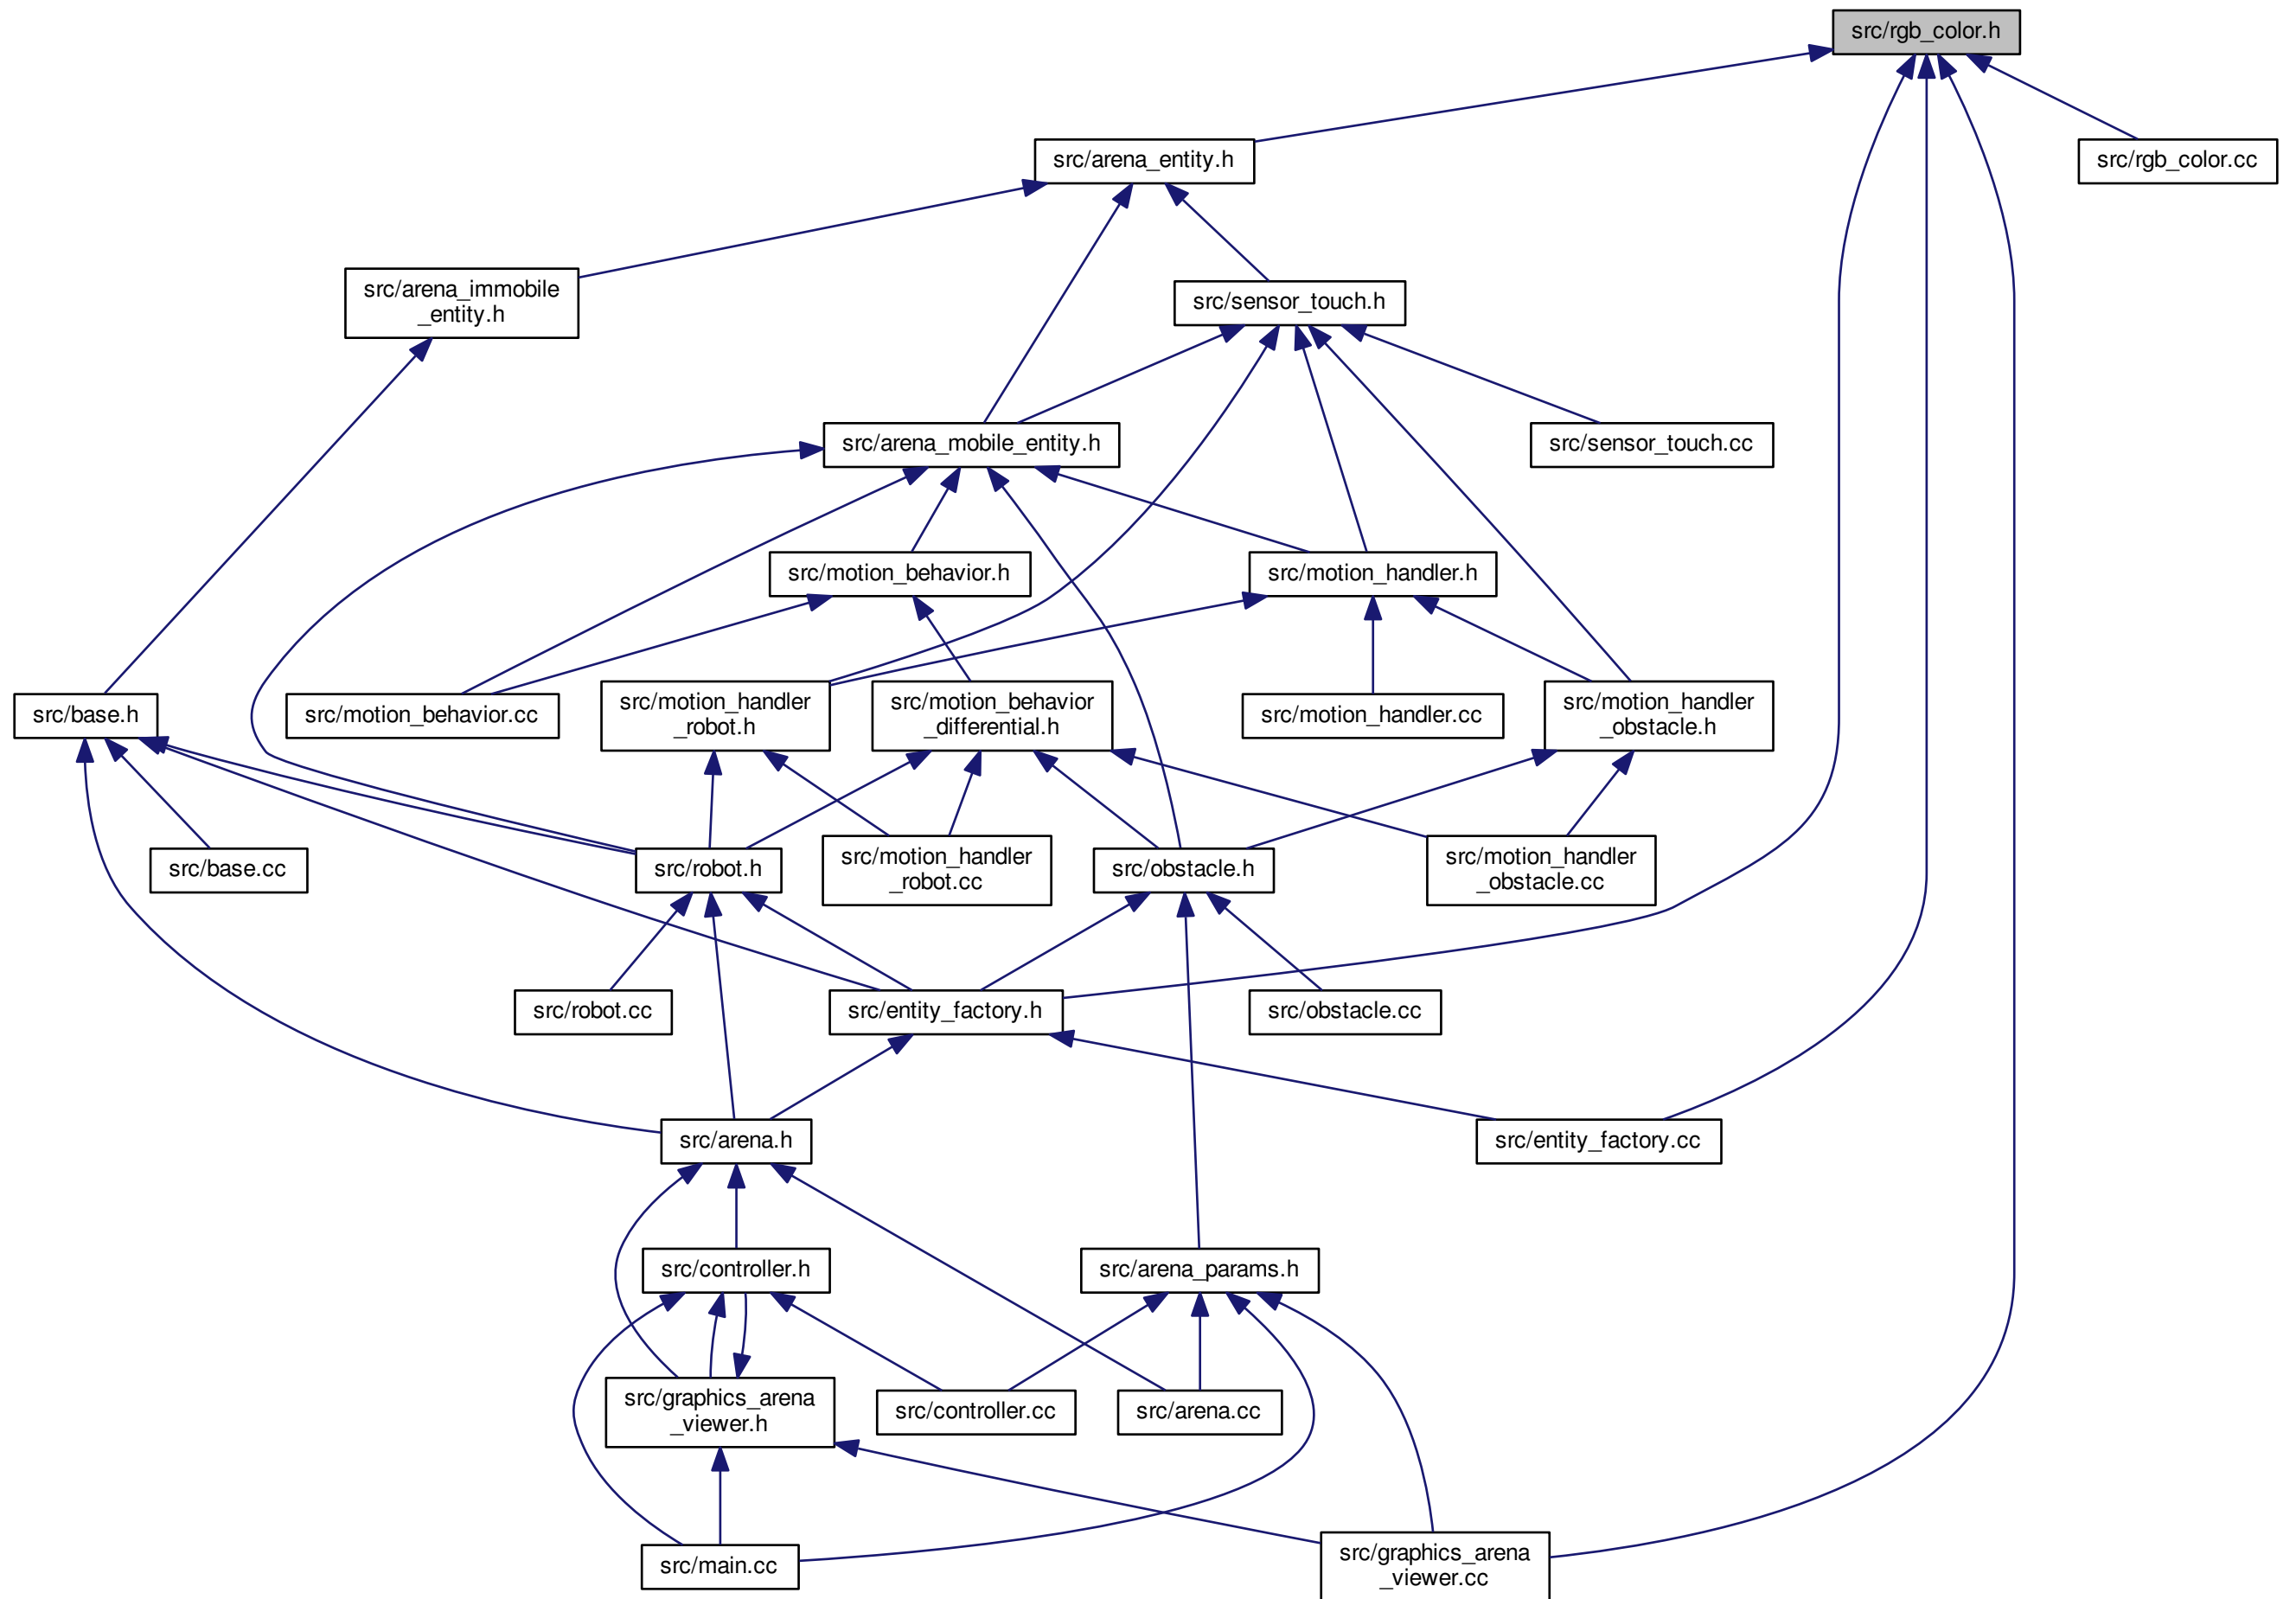 src/rgb_color.h
src/arena_entity.h
src/rgb_color.cc
src/arena_immobile
_entity.h
src/sensor_touch.h
src/arena_mobile_entity.h
src/sensor_touch.cc
src/motion_behavior.h
src/motion_handler.h
src/base.h
src/motion_behavior.cc
src/motion_handler
_robot.h
src/motion_behavior
_differential.h
src/motion_handler.cc
src/motion_handler
_obstacle.h
src/base.cc
src/robot.h
src/motion_handler
_robot.cc
src/obstacle.h
src/motion_handler
_obstacle.cc
src/robot.cc
src/entity_factory.h
src/obstacle.cc
src/arena.h
src/entity_factory.cc
src/controller.h
src/arena_params.h
src/graphics_arena
_viewer.h
src/controller.cc
src/arena.cc
src/main.cc
src/graphics_arena
_viewer.cc